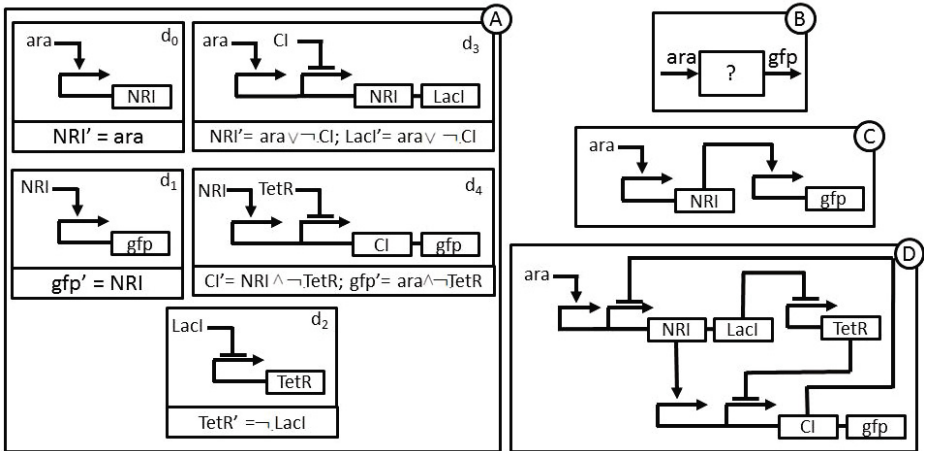 A
ara
d0
NRI
NRI' = ara
ara
CI
d3
NRI
LacI
NRI'= ara∨¬.CI; LacI'= ara∨ ¬.CI
NRI
d1
gfp
gfp' = NRI
NRI
TetR
d4
CI
gfp
CI'= NRI ∧¬.TetR; gfp'= ara∧¬TetR
LacI
d2
TetR
TetR' =¬.LacI
B
ara
?
gfp
C
ara
NRI
gfp
D
ara
NRI
LacI
TetR
CI
gfp